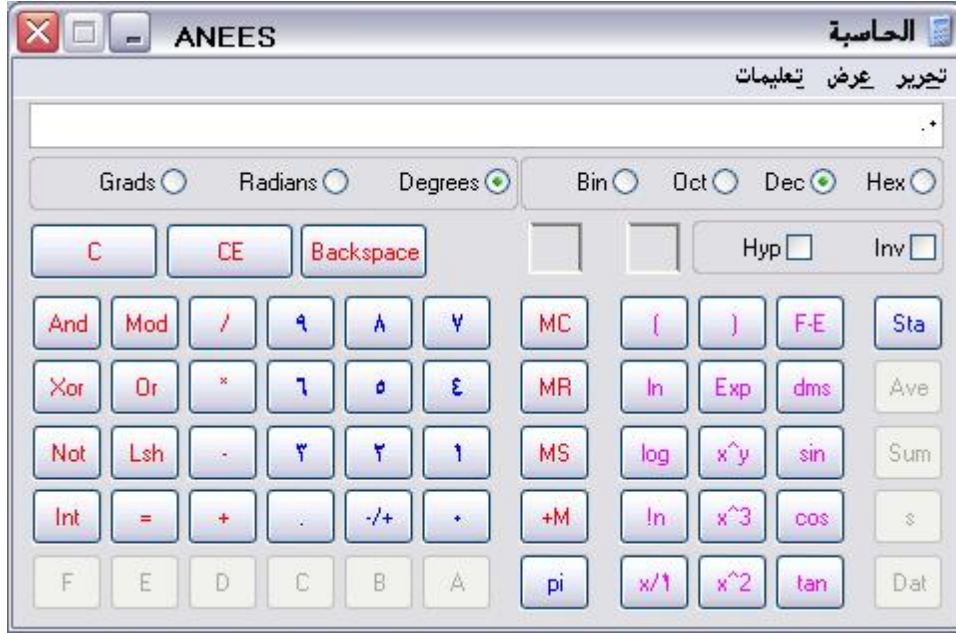 الحاسبة ANEES
تحرير عرض تعليمات
٠.
Hex Dec Oct Bin Degrees Radians Grads
Inv Hyp Backspace CE C
Sta F-E ) ( MC ٧ ٨ ٩ / Mod And
Ave dms Exp ln MR ٤ ٥ ٦ * Or Xor
Sum sin x^y log MS ١ ٢ ٣ - Lsh Not
s cos x^3 !n +M ٠ -/+ . + = Int
Dat tan x^2 x/١ pi A B C D E F